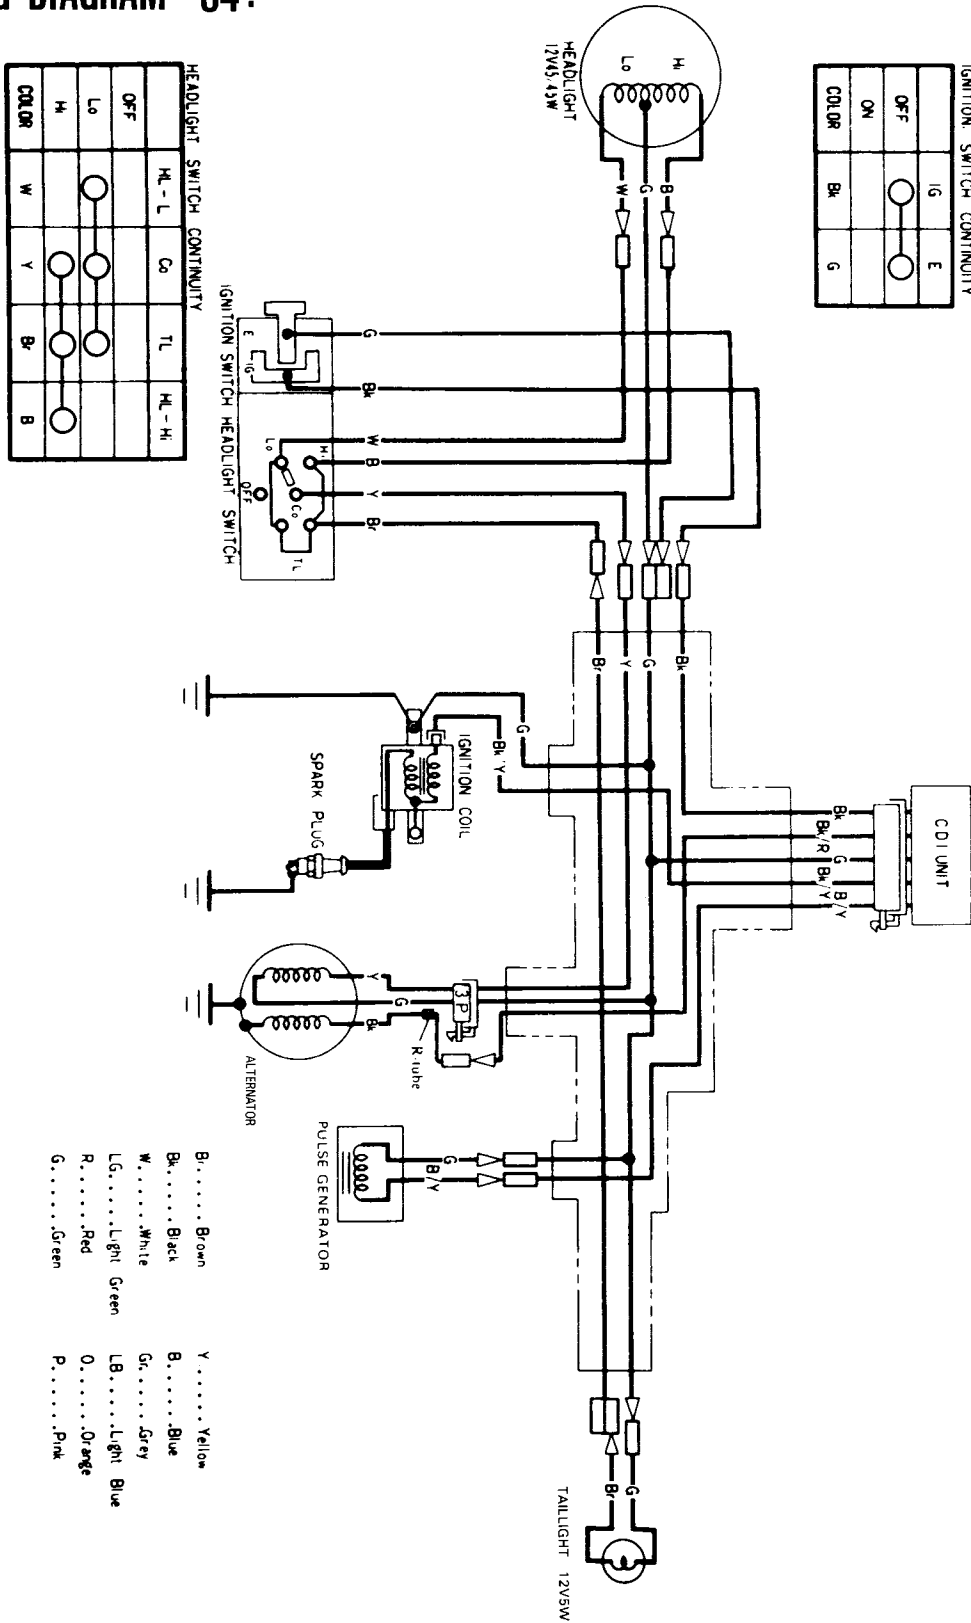 DIAGRAM '84:
HEADLIGHT
12V45/45W
Lo
Hi
W
G
B
HEADLIGHT SWITCH CONTINUITY
HL-L Co TL HL-Hi
OFF
Lo
Hi
COLOR W Y Br B
IGNITION SWITCH CONTINUITY
IG E
OFF
ON
COLOR Bk G
IGNITION SWITCH
HEADLIGHT SWITCH
E
IG
Lo
Hi
Co
OFF
TL
G
Bk
W
B
Y
Br
Br
Y
G
Bk
IGNITION COIL
G
Bk/Y
SPARK PLUG
CDI UNIT
Bk
Bk/R
G
Bk/Y
B/Y
ALTERNATOR
Y
G
Bk
3P
R-tube
PULSE GENERATOR
G
B/Y
TAILLIGHT 12V5W
G
Br
Br......Brown Y......Yellow
Bk......Black B......Blue
W......White Gr......Grey
LG......Light Green LB......Light Blue
R......Red O......Orange
G......Green P......Pink